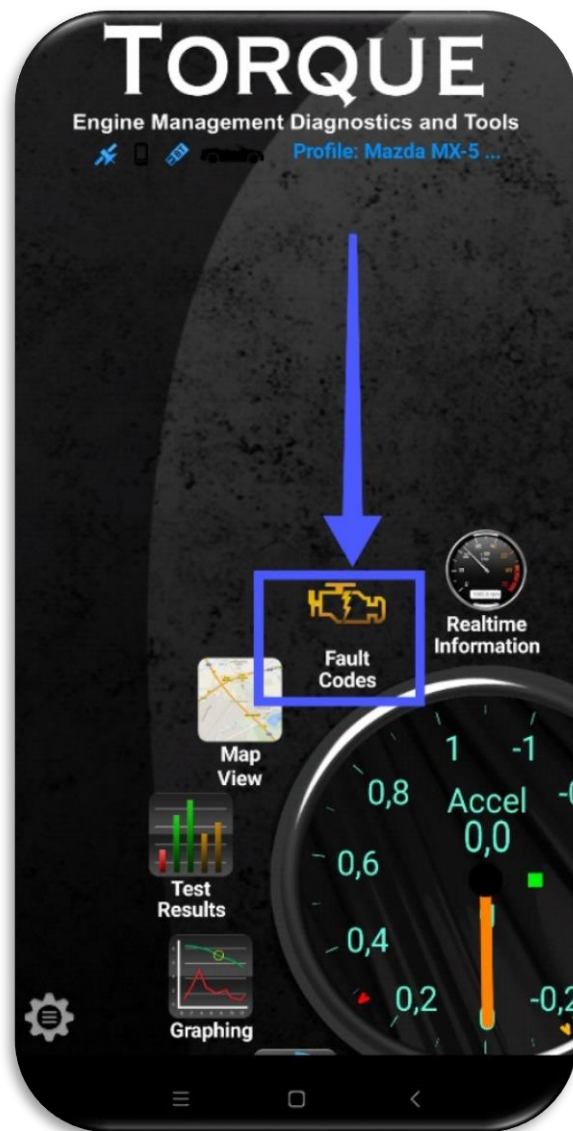 TORQUE
Engine Management Diagnostics and Tools
Profile: Mazda MX-5 ...
Realtime
Information
Fault
Codes
Map
View
1
-1
0,8
Accel
0,0
0,6
Test
Results
0,4
0,2
-0,2
Graphing